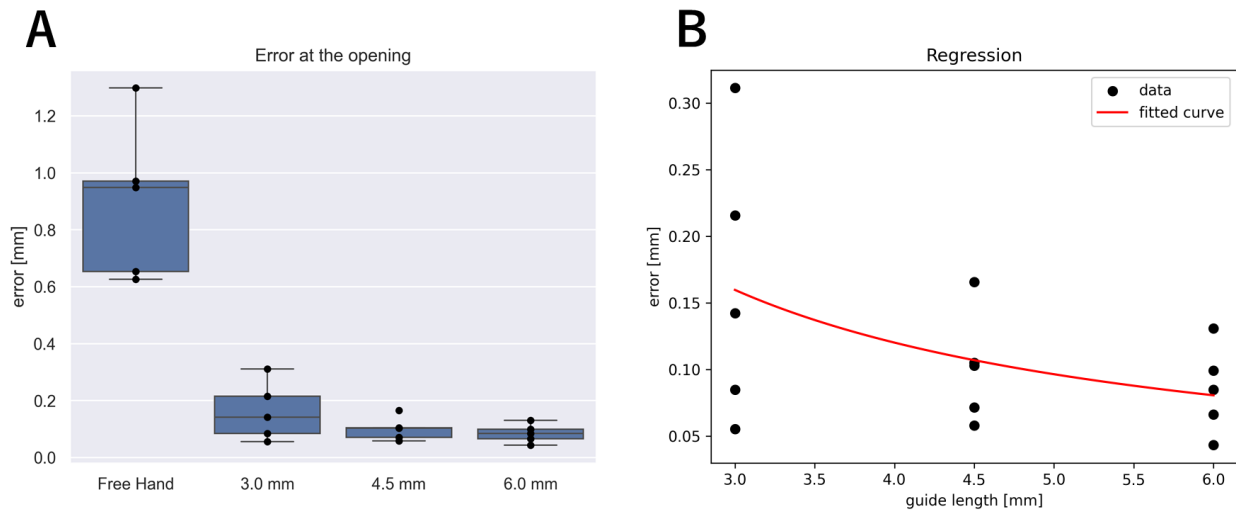 A
Error at the opening
error [mm]
1.2
1.0
0.8
0.6
0.4
0.2
0.0
Free Hand 3.0 mm 4.5 mm 6.0 mm
B
Regression
data
fitted curve
error [mm]
0.30
0.25
0.20
0.15
0.10
0.05
3.0 3.5 4.0 4.5 5.0 5.5 6.0
guide length [mm]